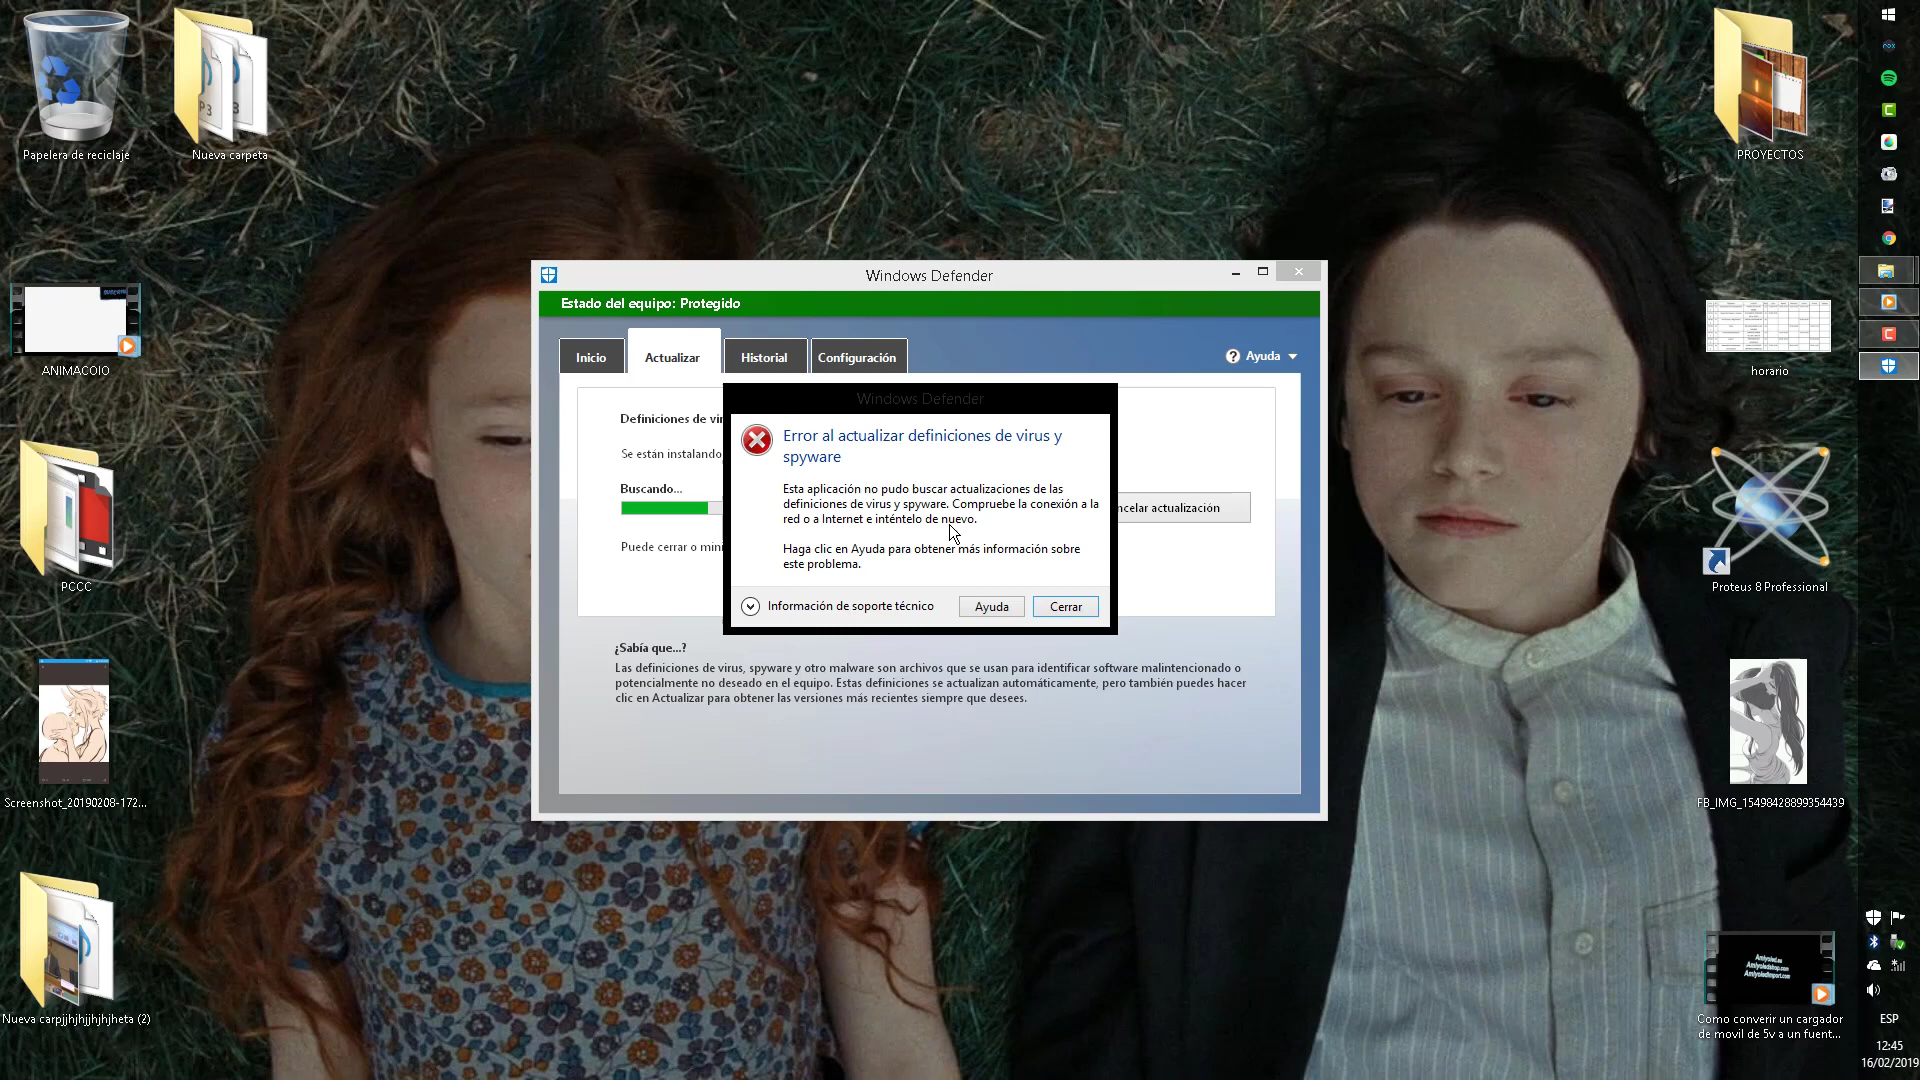 Papelera de reciclaje
Nueva carpeta
PROYECTOS
ANIMACOIO
horario
PCCC
Proteus 8 Professional
Screenshot_20190208-172...
FB_IMG_15498428899354439
Nueva carpjjhjhjjhjhjheta (2)
Como converir un cargador
de movil de 5v a un fuent...
Windows Defender
Estado del equipo: Protegido
Inicio
Actualizar
Historial
Configuración
Ayuda
Definiciones de vir
Se están instalando
Buscando...
ncelar actualización
Puede cerrar o mini
Windows Defender
Error al actualizar definiciones de virus y
spyware
Esta aplicación no pudo buscar actualizaciones de las
definiciones de virus y spyware. Compruebe la conexión a la
red o a Internet e inténtelo de nuevo.
Haga clic en Ayuda para obtener más información sobre
este problema.
Información de soporte técnico
Ayuda
Cerrar
¿Sabía que...?
Las definiciones de virus, spyware y otro malware son archivos que se usan para identificar software malintencionado o
potencialmente no deseado en el equipo. Estas definiciones se actualizan automáticamente, pero también puedes hacer
clic en Actualizar para obtener las versiones más recientes siempre que desees.
ESP
12:45
16/02/2019